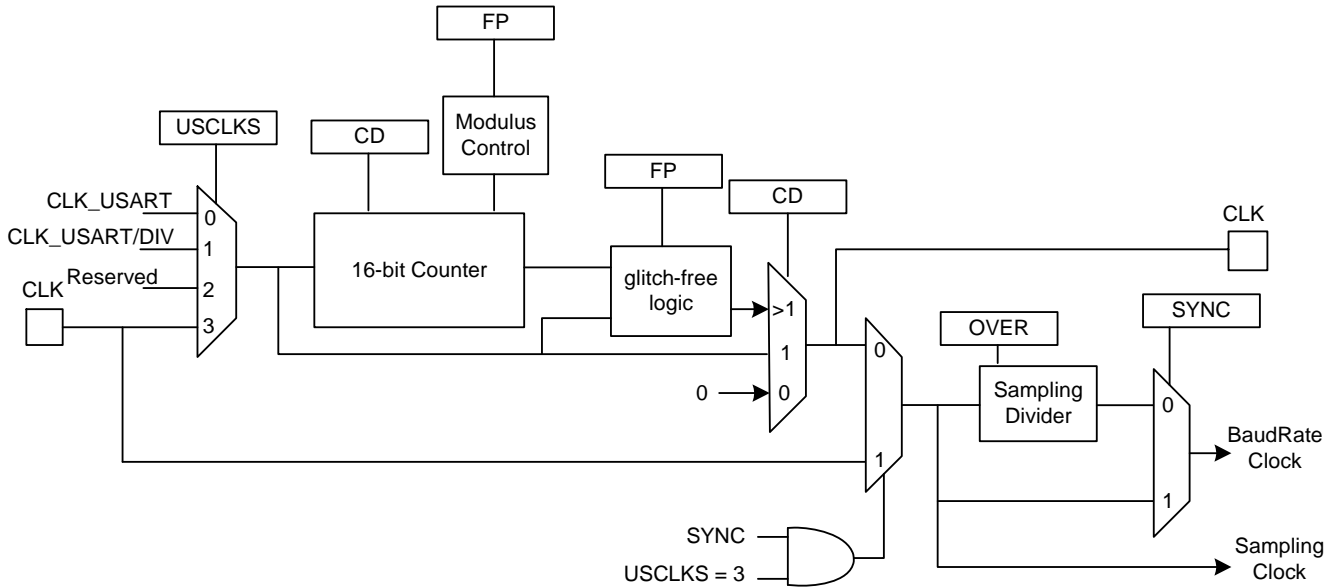 FP
USCLKS
CD
Modulus
Control
FP
CD
CLK_USART
0
CLK_USART/DIV
1
Reserved
2
CLK
3
16-bit Counter
glitch-free
logic
>1
1
0
0
CLK
0
1
OVER
Sampling
Divider
SYNC
0
1
BaudRate
Clock
SYNC
USCLKS = 3
Sampling
Clock